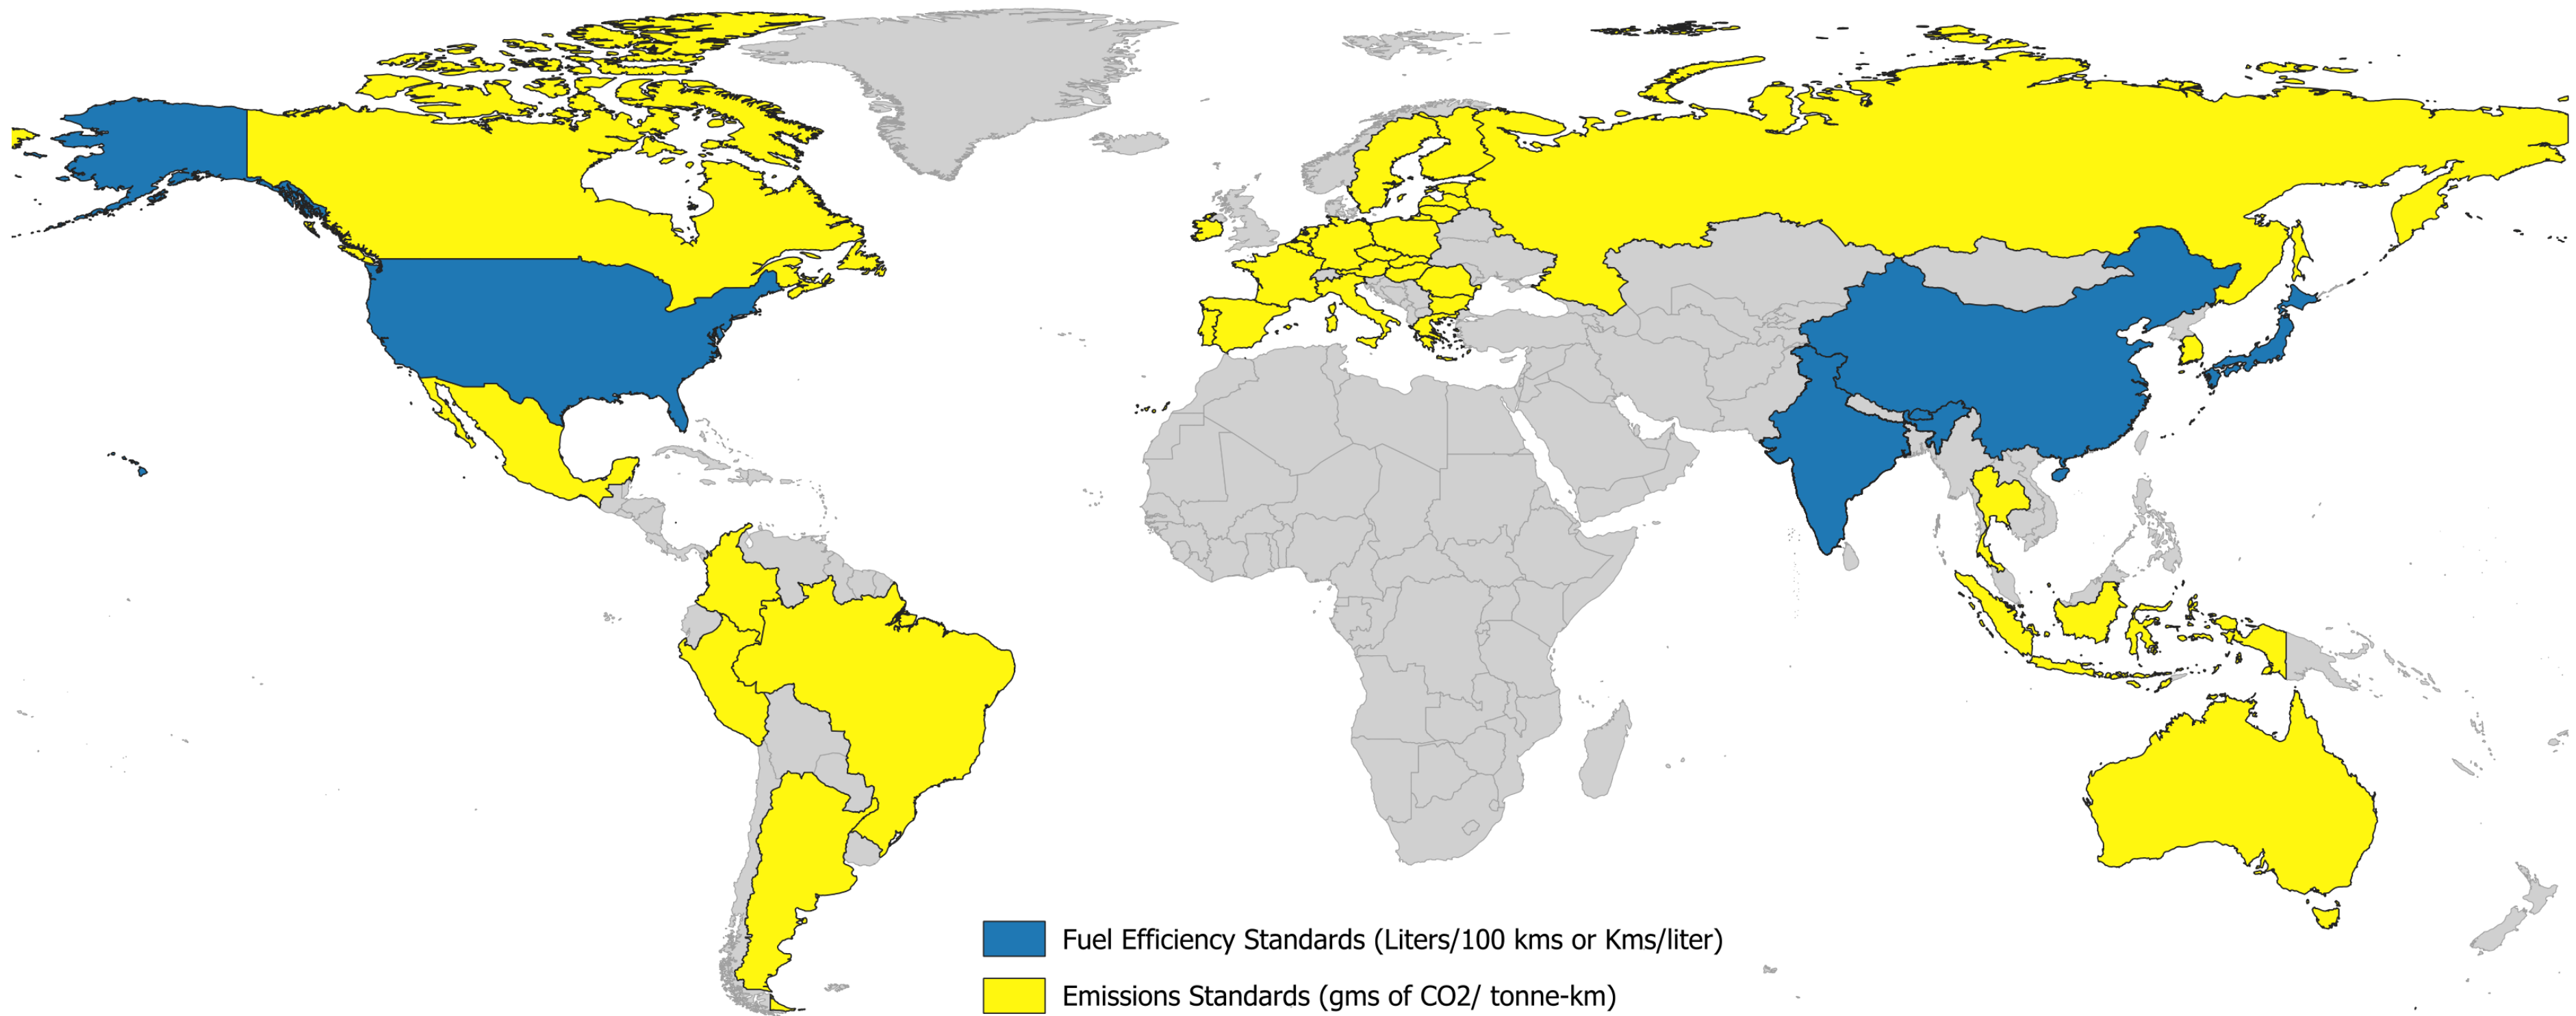 Fuel Efficiency Standards (Liters/100 kms or Kms/liter)
Emissions Standards (gms of CO2/ tonne-km)